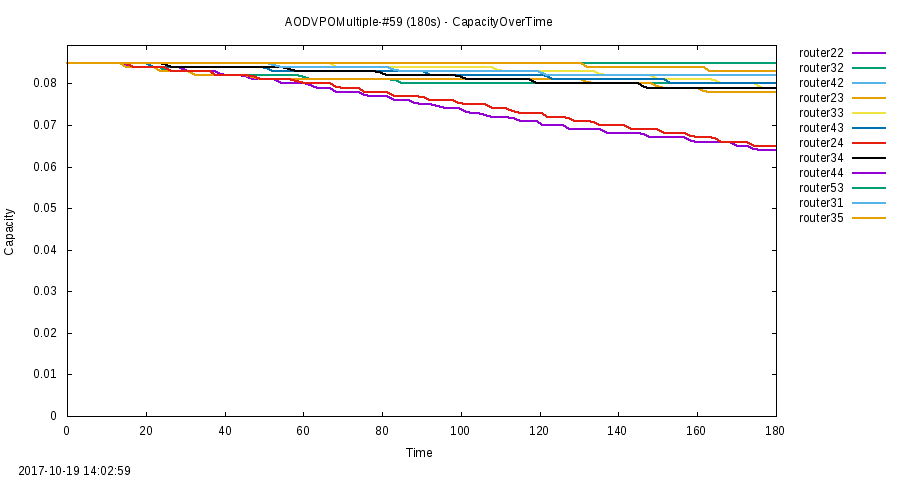 AODVPOMultiple-#59 (180s) - CapacityOverTime
router22
router32
router42
router23
router33
router43
router24
router34
router44
router53
router31
router35
0.08
0.07
0.06
0.05
0.04
0.03
0.02
0.01
0
Capacity
0 20 40 60 80 100 120 140 160 180
Time
2017-10-19 14:02:59